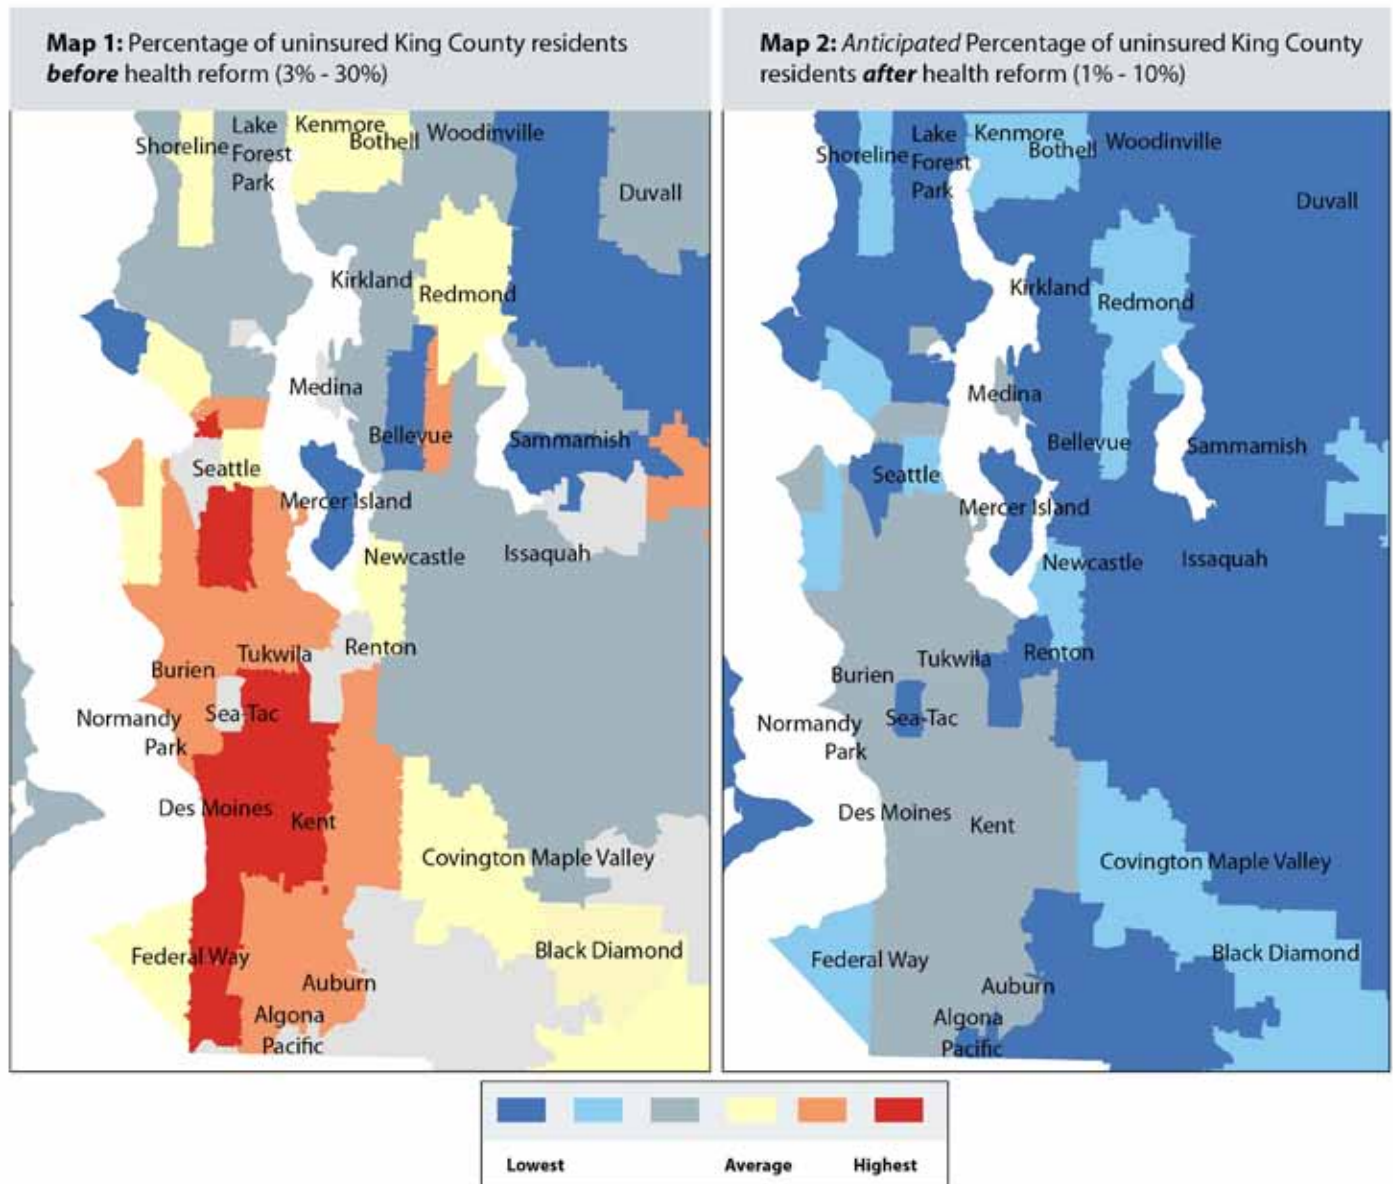 Map 1: Percentage of uninsured King County residents
before health reform (3% - 30%)
Shoreline
Lake
Forest
Park
Kenmore
Bothell
Woodinville
Duvall
Kirkland
Redmond
Medina
Bellevue
Sammamish
Seattle
Mercer Island
Newcastle
Issaquah
Renton
Tukwila
Burien
Sea-Tac
Normandy
Park
Des Moines
Kent
Covington
Maple Valley
Federal Way
Black Diamond
Auburn
Algona
Pacific
Map 2: Anticipated Percentage of uninsured King County
residents after health reform (1% - 10%)
Shoreline
Lake
Forest
Park
Kenmore
Bothell
Woodinville
Duvall
Kirkland
Redmond
Medina
Bellevue
Sammamish
Seattle
Mercer Island
Newcastle
Issaquah
Renton
Tukwila
Burien
Sea-Tac
Normandy
Park
Des Moines
Kent
Covington
Maple Valley
Federal Way
Black Diamond
Auburn
Algona
Pacific
Lowest
Average
Highest